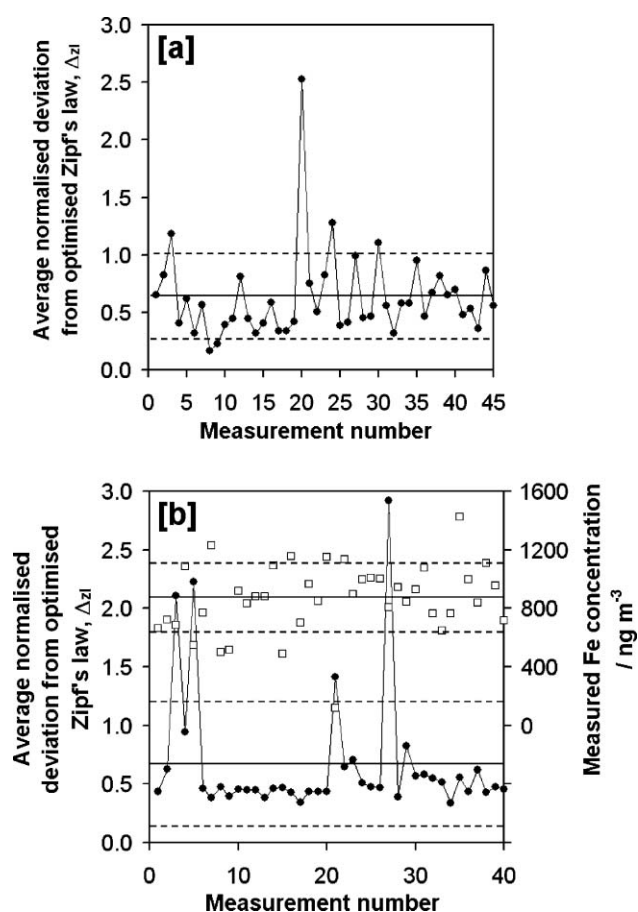 [a]
Average normalised deviation
from optimised Zipf's law, Δzl
3.0
2.5
2.0
1.5
1.0
0.5
0.0
0 5 10 15 20 25 30 35 40 45
Measurement number
[b]
Average normalised
deviation from optimised
Zipf's law, Δzl
3.0
2.5
2.0
1.5
1.0
0.5
0.0
1600
1200
800
400
0
Measured Fe concentration
/ ng m-3
0 10 20 30 40
Measurement number